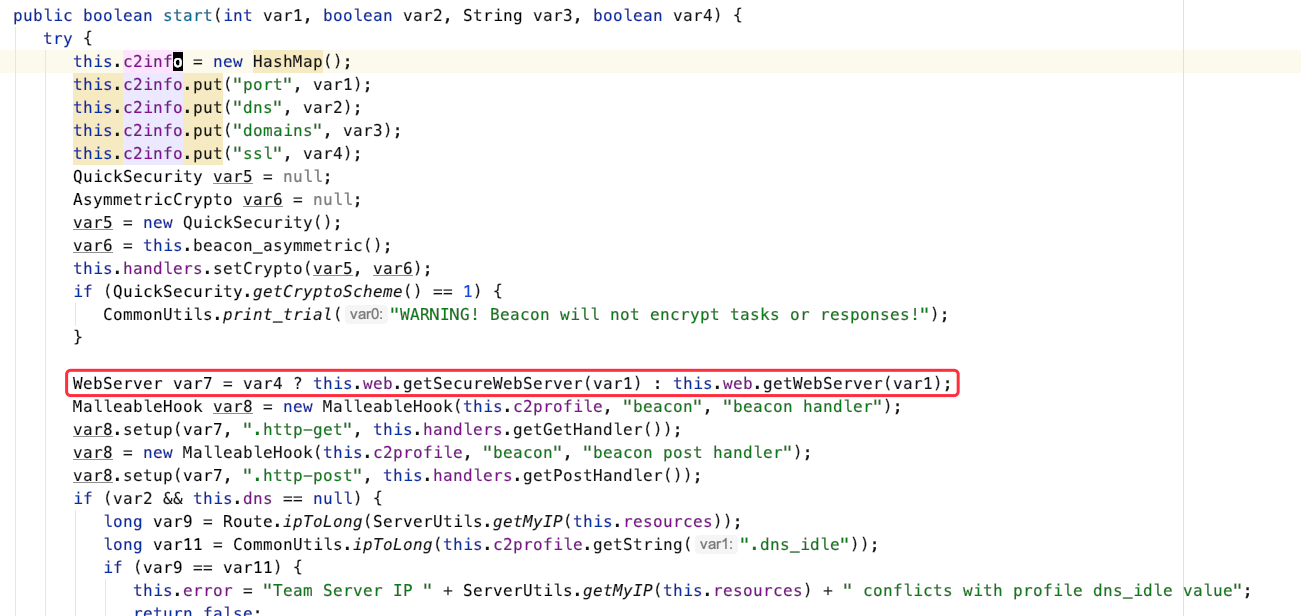 public boolean start(int var1, boolean var2, String var3, boolean var4) {
try {
this.c2info = new HashMap();
this.c2info.put("port", var1);
this.c2info.put("dns", var2);
this.c2info.put("domains", var3);
this.c2info.put("ssl", var4);
QuickSecurity var5 = null;
AsymmetricCrypto var6 = null;
var5 = new QuickSecurity();
var6 = this.beacon_asymmetric();
this.handlers.setCrypto(var5, var6);
if (QuickSecurity.getCryptoScheme() == 1) {
CommonUtils.print_trial( var0: "WARNING! Beacon will not encrypt tasks or responses!");
}
WebServer var7 = var4 ? this.web.getSecureWebServer(var1) : this.web.getWebServer(var1);
MalleableHook var8 = new MalleableHook(this.c2profile, "beacon", "beacon handler");
var8.setup(var7, ".http-get", this.handlers.getGetHandler());
var8 = new MalleableHook(this.c2profile, "beacon", "beacon post handler");
var8.setup(var7, ".http-post", this.handlers.getPostHandler());
if (var2 && this.dns == null) {
long var9 = Route.ipToLong(ServerUtils.getMyIP(this.resources));
long var11 = CommonUtils.ipToLong(this.c2profile.getString( var1: ".dns_idle"));
if (var9 == var11) {
this.error = "Team Server IP " + ServerUtils.getMyIP(this.resources) + " conflicts with profile dns_idle value";
return false;